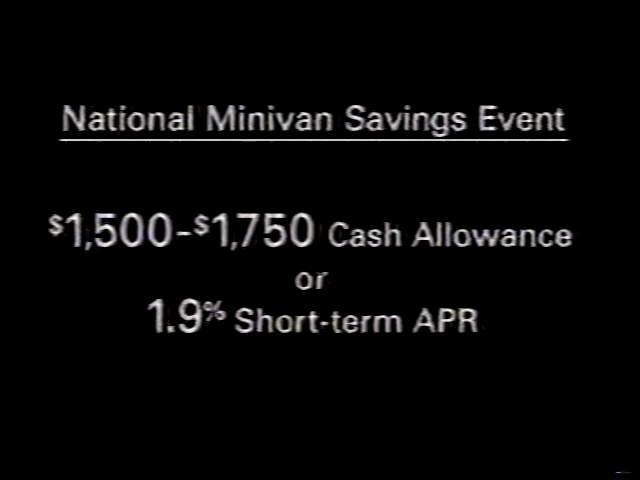 National Minivan Savings Event
$1,500-$1,750 Cash Allowance
or
1.9% Short-term APR